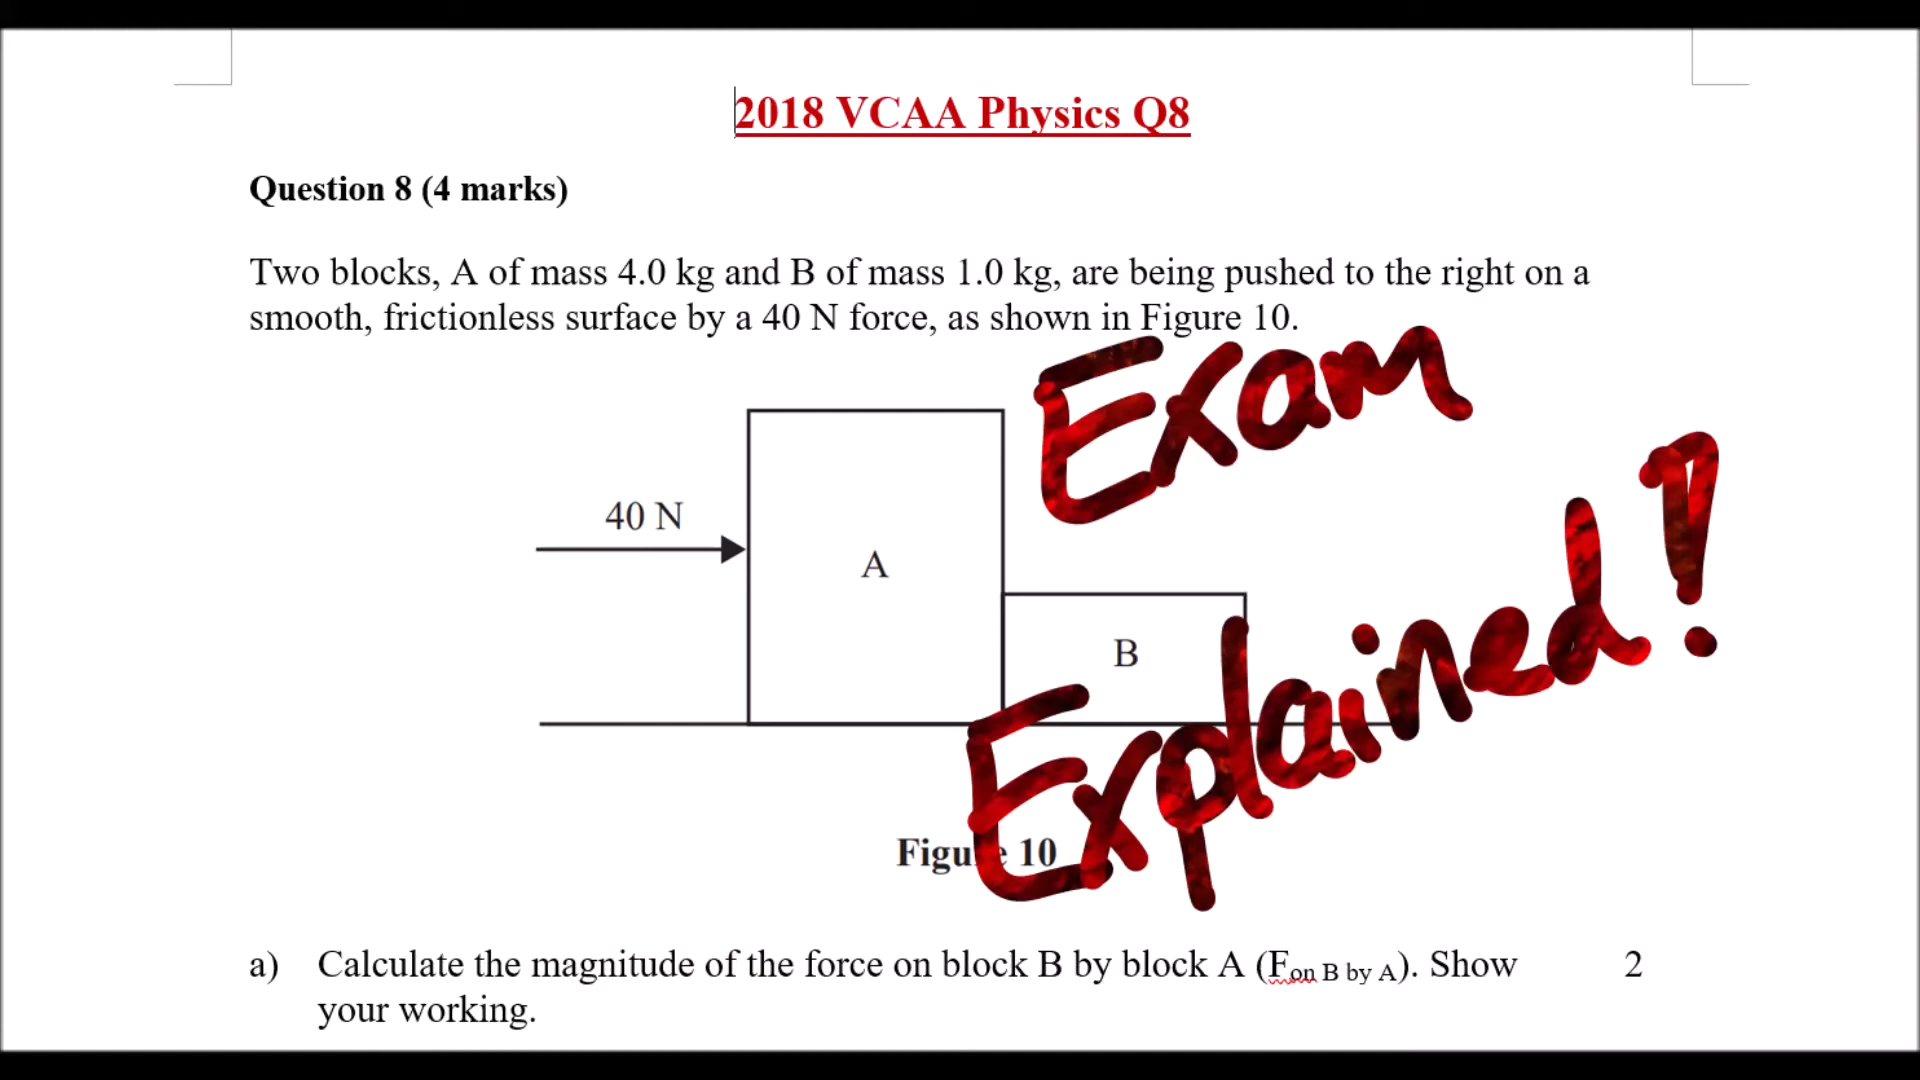 2018 VCAA Physics Q8
Question 8 (4 marks)
Two blocks, A of mass 4.0 kg and B of mass 1.0 kg, are being pushed to the right on a
smooth, frictionless surface by a 40 N force, as shown in Figure 10.
Exam
40 N
A
B
Explained!
Figure 10
a) Calculate the magnitude of the force on block B by block A (Fon B by A). Show 2
your working.